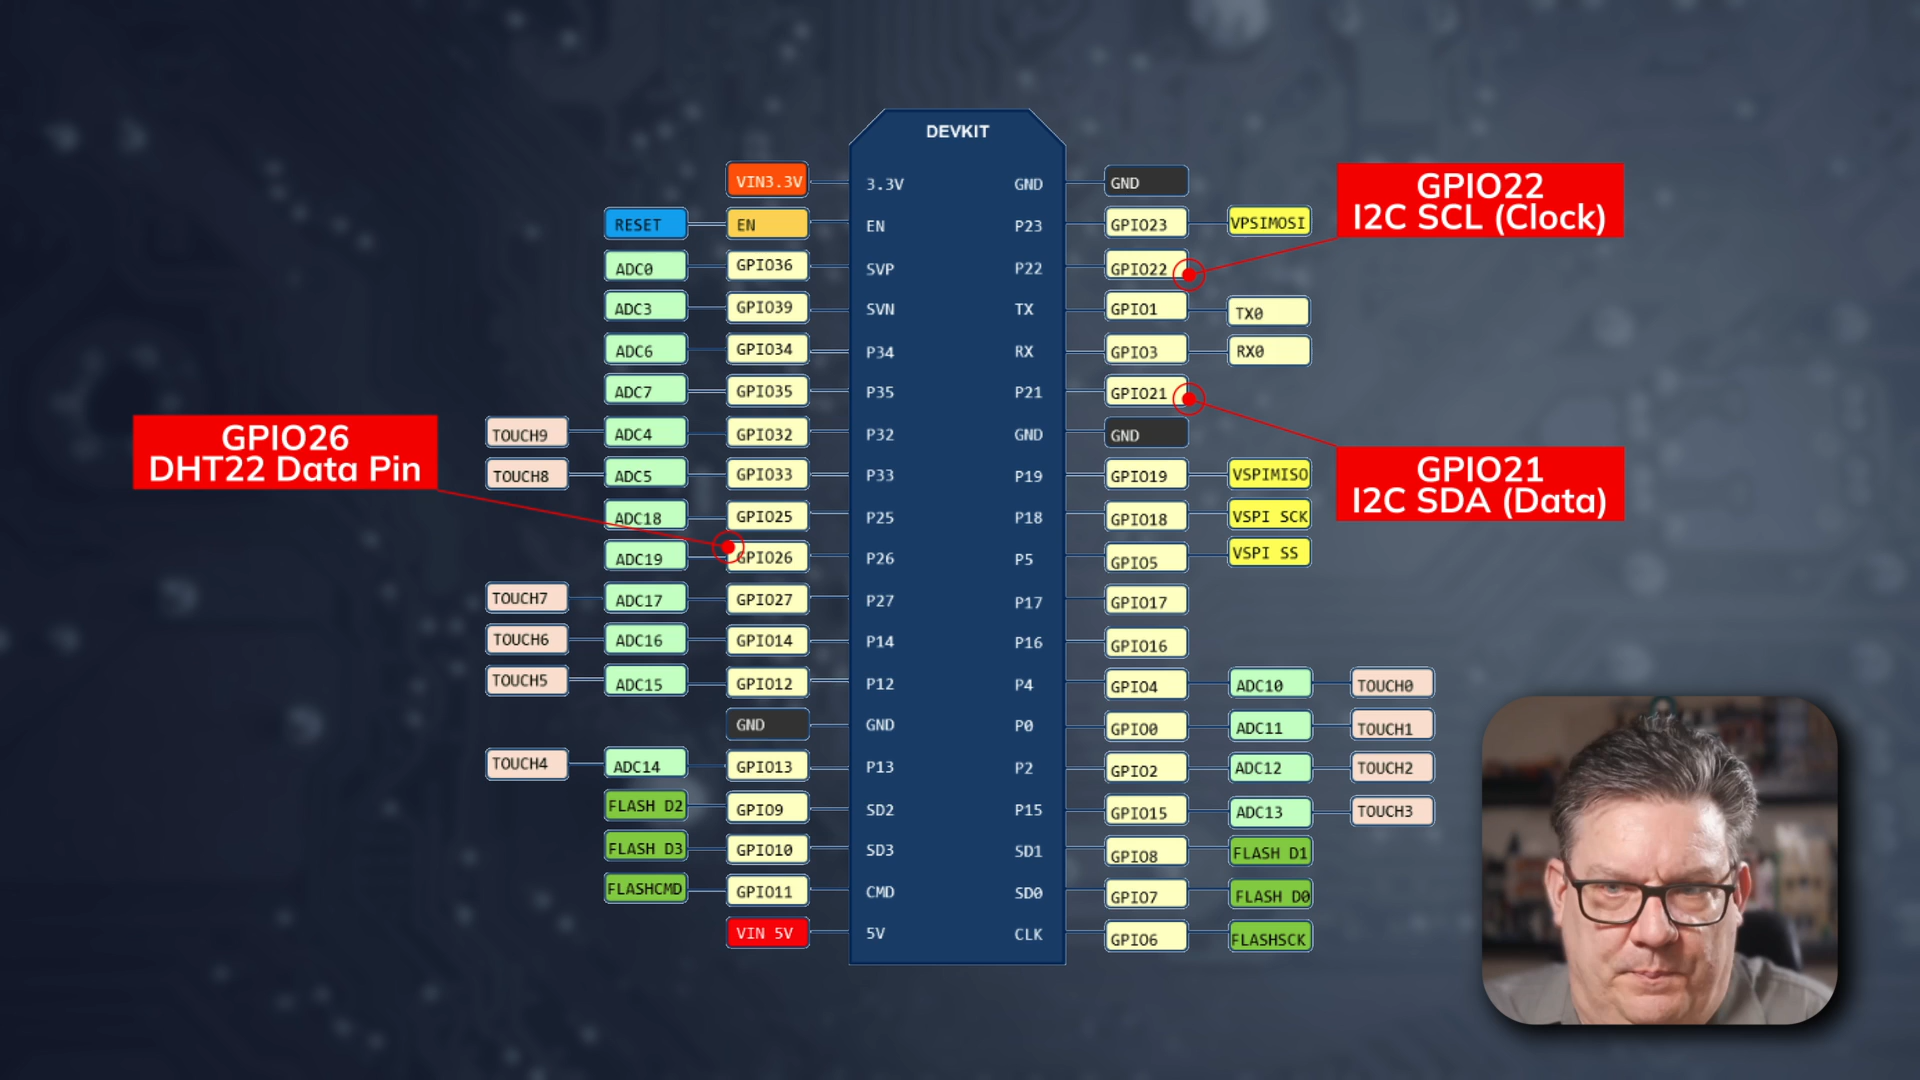 DEVKIT
VIN3.3V 3.3V GND GND
RESET EN EN P23 GPIO23 VPSIMOSI
ADC0 GPIO36 SVP P22 GPIO22
ADC3 GPIO39 SVN TX GPIO1 TX0
ADC6 GPIO34 P34 RX GPIO3 RX0
ADC7 GPIO35 P35 P21 GPIO21
TOUCH9 ADC4 GPIO32 P32 GND GND
TOUCH8 ADC5 GPIO33 P33 P19 GPIO19 VSPIMISO
ADC18 GPIO25 P25 P18 GPIO18 VSPI SCK
ADC19 GPIO26 P26 P5 GPIO5 VSPI SS
TOUCH7 ADC17 GPIO27 P27 P17 GPIO17
TOUCH6 ADC16 GPIO14 P14 P16 GPIO16
TOUCH5 ADC15 GPIO12 P12 P4 GPIO4 ADC10 TOUCH0
GND GND P0 GPIO0 ADC11 TOUCH1
TOUCH4 ADC14 GPIO13 P13 P2 GPIO2 ADC12 TOUCH2
FLASH D2 GPIO9 SD2 P15 GPIO15 ADC13 TOUCH3
FLASH D3 GPIO10 SD3 SD1 GPIO8 FLASH D1
FLASHCMD GPIO11 CMD SD0 GPIO7 FLASH D0
VIN 5V 5V CLK GPIO6 FLASHSCK
GPIO22
I2C SCL (Clock)
GPIO26
DHT22 Data Pin
GPIO21
I2C SDA (Data)